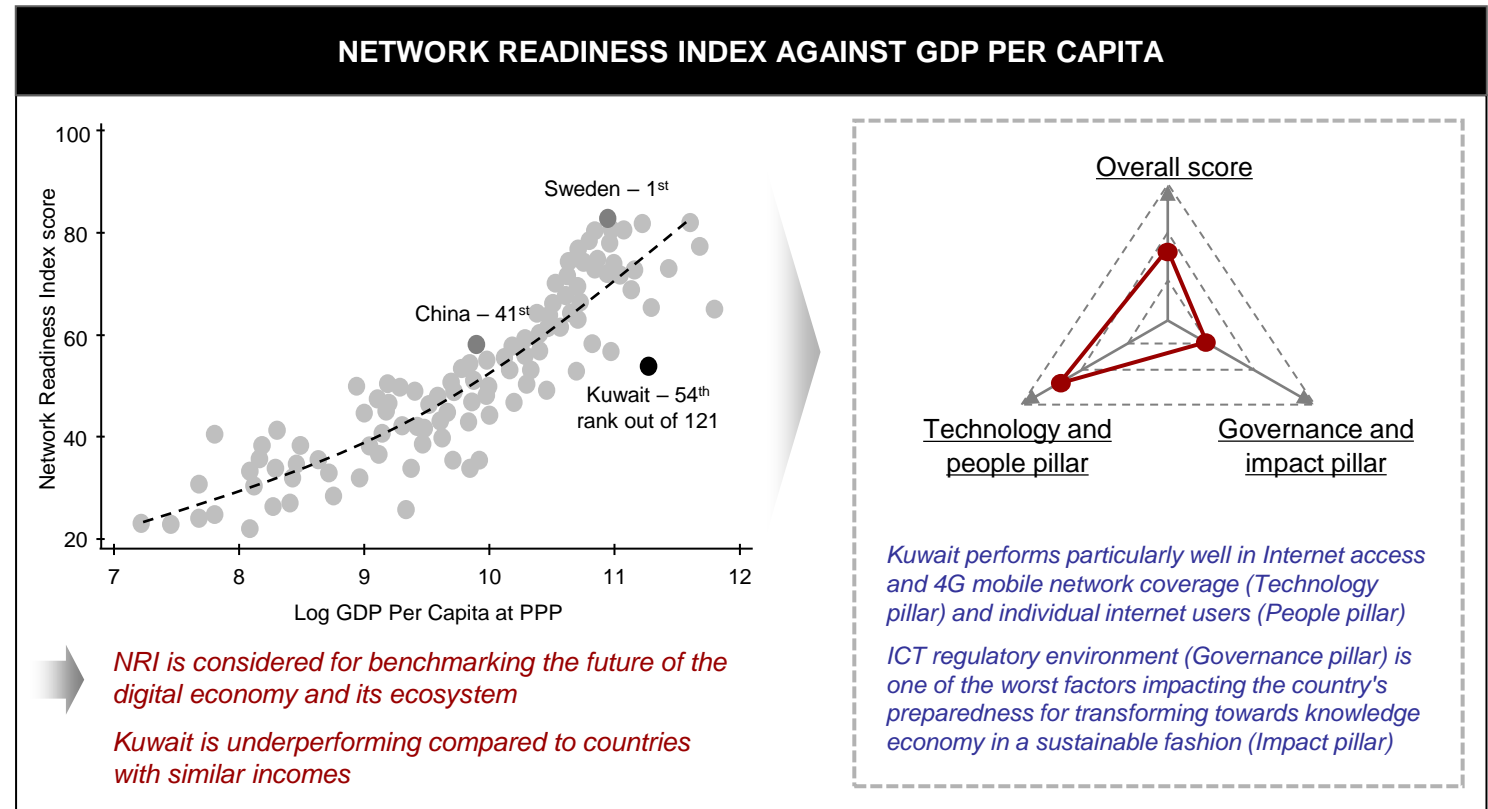 NETWORK READINESS INDEX AGAINST GDP PER CAPITA
Network Readiness Index score
100
80
60
40
20
Sweden – 1st
China – 41st
Kuwait – 54th
rank out of 121
7
8
9
10
11
12
Log GDP Per Capita at PPP
NRI is considered for benchmarking the future of the
digital economy and its ecosystem
Kuwait is underperforming compared to countries
with similar incomes
Overall score
Technology and
people pillar
Governance and
impact pillar
Kuwait performs particularly well in Internet access
and 4G mobile network coverage (Technology
pillar) and individual internet users (People pillar)
ICT regulatory environment (Governance pillar) is
one of the worst factors impacting the country's
preparedness for transforming towards knowledge
economy in a sustainable fashion (Impact pillar)